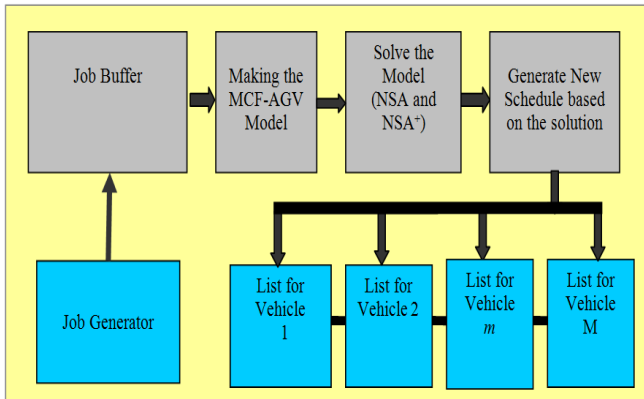 Job Buffer
Making the
MCF-AGV
Model
Solve the
Model
(NSA and
NSA⁺)
Generate New
Schedule based
on the solution
Job Generator
List for
Vehicle
1
List for
Vehicle 2
List for
Vehicle
m
List for
Vehicle
M